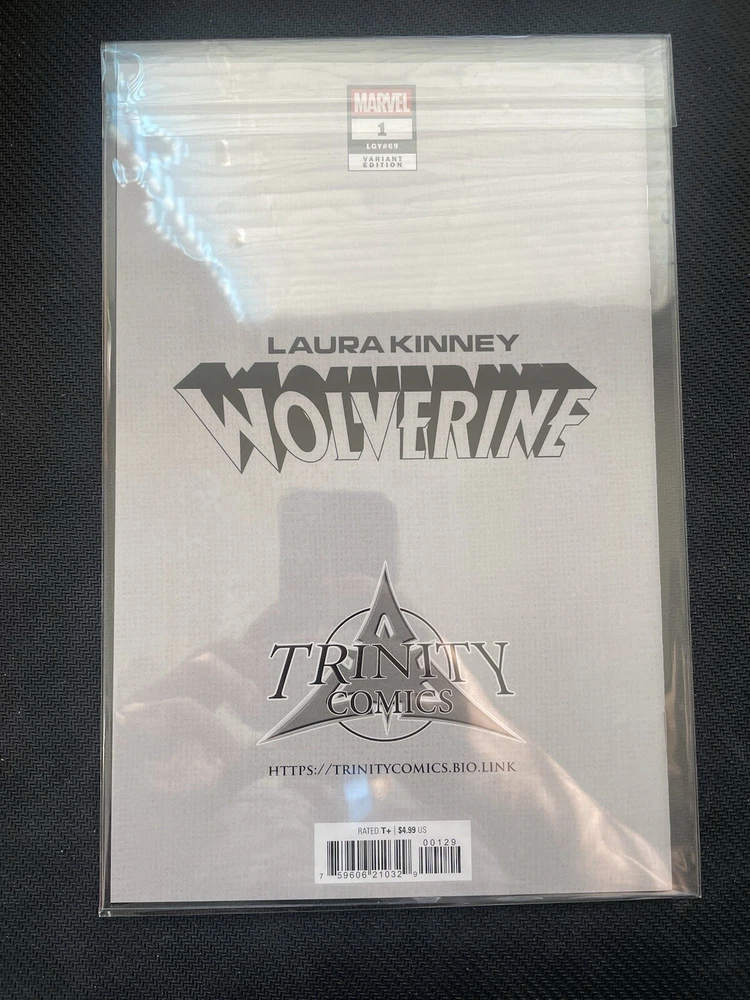 MARVEL
1
LGY#69
VARIANT
EDITION
LAURA KINNEY
WOLVERINE
TRINITY
COMICS
HTTPS://TRINITYCOMICS.BIO.LINK
RATED T+ | $4.99 US
00129
7 59606 21032 9